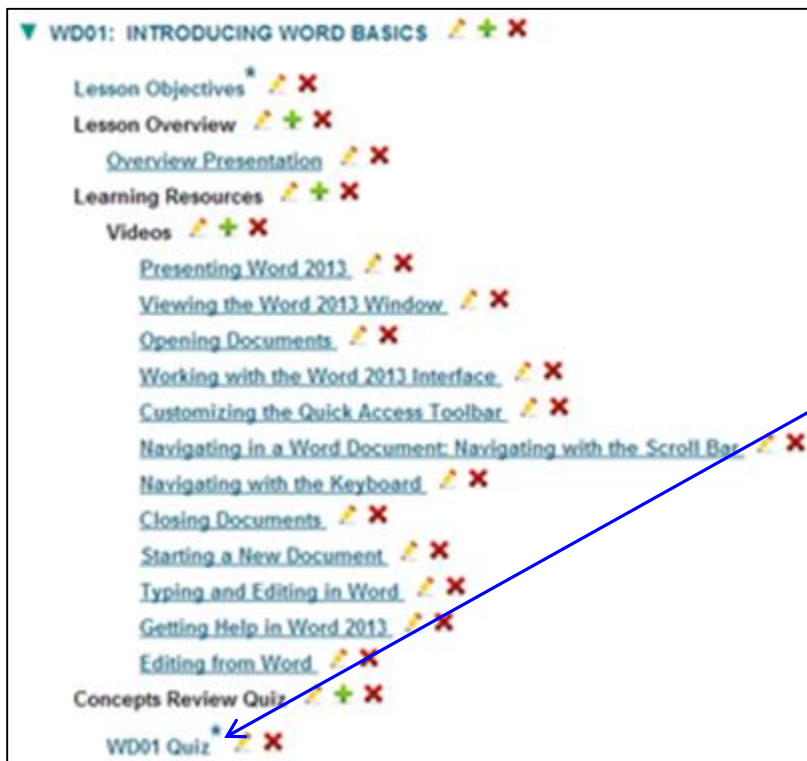 WD01: INTRODUCING WORD BASICS
Lesson Objectives*
Lesson Overview
Overview Presentation
Learning Resources
Videos
Presenting Word 2013
Viewing the Word 2013 Window
Opening Documents
Working with the Word 2013 Interface
Customizing the Quick Access Toolbar
Navigating in a Word Document: Navigating with the Scroll Bar
Navigating with the Keyboard
Closing Documents
Starting a New Document
Typing and Editing in Word
Getting Help in Word 2013
Editing from Word
Concepts Review Quiz
WD01 Quiz*